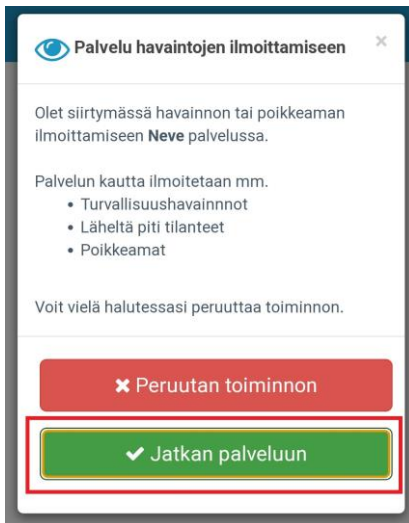 Palvelu havaintojen ilmoittamiseen ×
Olet siirtymässä havainnon tai poikkeaman
ilmoittamiseen Neve palvelussa.
Palvelun kautta ilmoitetaan mm.
• Turvallisuushavainnnot
• Läheltä piti tilanteet
• Poikkeamat
Voit vielä halutessasi peruuttaa toiminnon.
✖ Peruutan toiminnon
✔ Jatkan palveluun